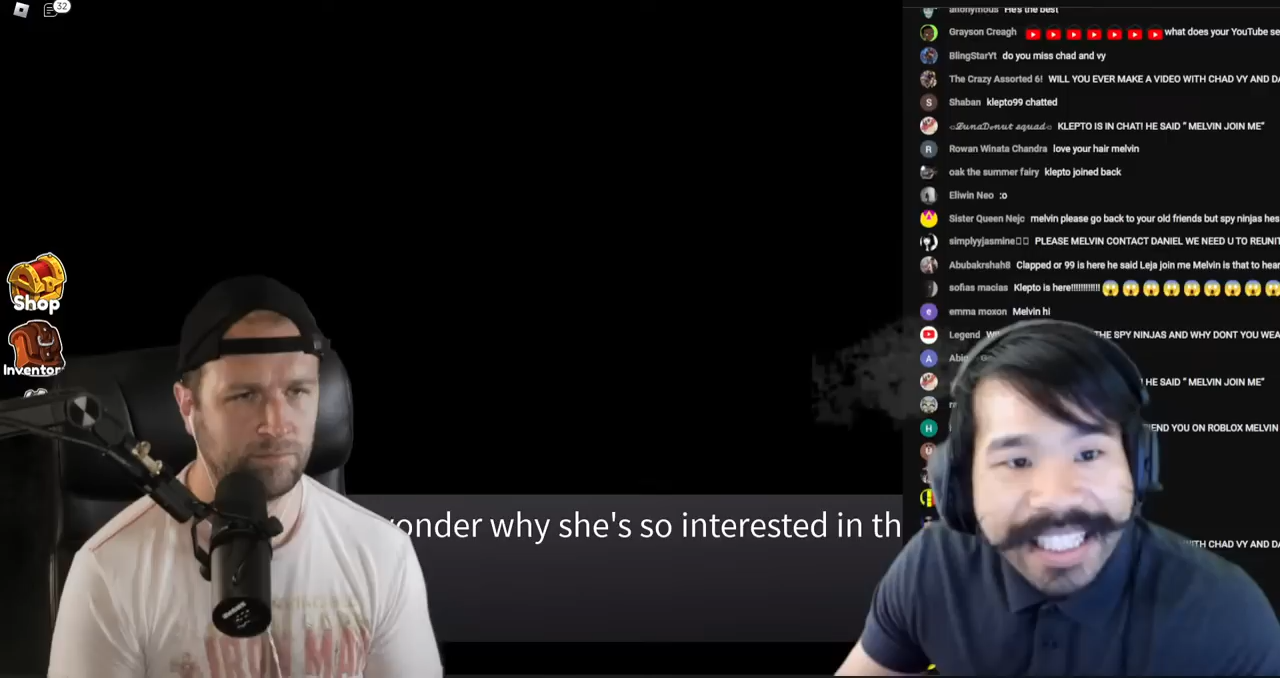 32
Shop
Inventor
onder why she's so interested in th
anonymous He's the best
Grayson Creagh what does your YouTube se
BlingStarYt do you miss chad and vy
The Crazy Assorted 6! WILL YOU EVER MAKE A VIDEO WITH CHAD VY AND DA
S Shaban klepto99 chatted
𝓛𝓾𝓷𝓪𝓓𝓸𝓷𝓾𝓽 𝓼𝓺𝓾𝓪𝓭 KLEPTO IS IN CHAT! HE SAID " MELVIN JOIN ME"
R Rowan Winata Chandra love your hair melvin
oak the summer fairy klepto joined back
Eliwin Neo :o
Sister Queen Nejc melvin please go back to your old friends but spy ninjas hes
simplyyjasmine PLEASE MELVIN CONTACT DANIEL WE NEED U TO REUNIT
Abubakrshah8 Clapped or 99 is here he said Leja join me Melvin is that to hear
sofias macias Klepto is here!!!!!!!!!!!!! 😱😱😱😱😱😱😱😱😱
e emma moxon Melvin hi
Legend THE SPY NINJAS AND WHY DONT YOU WEA
A Abin
HE SAID " MELVIN JOIN ME"
H END YOU ON ROBLOX MELVIN
ITH CHAD VY AND DA